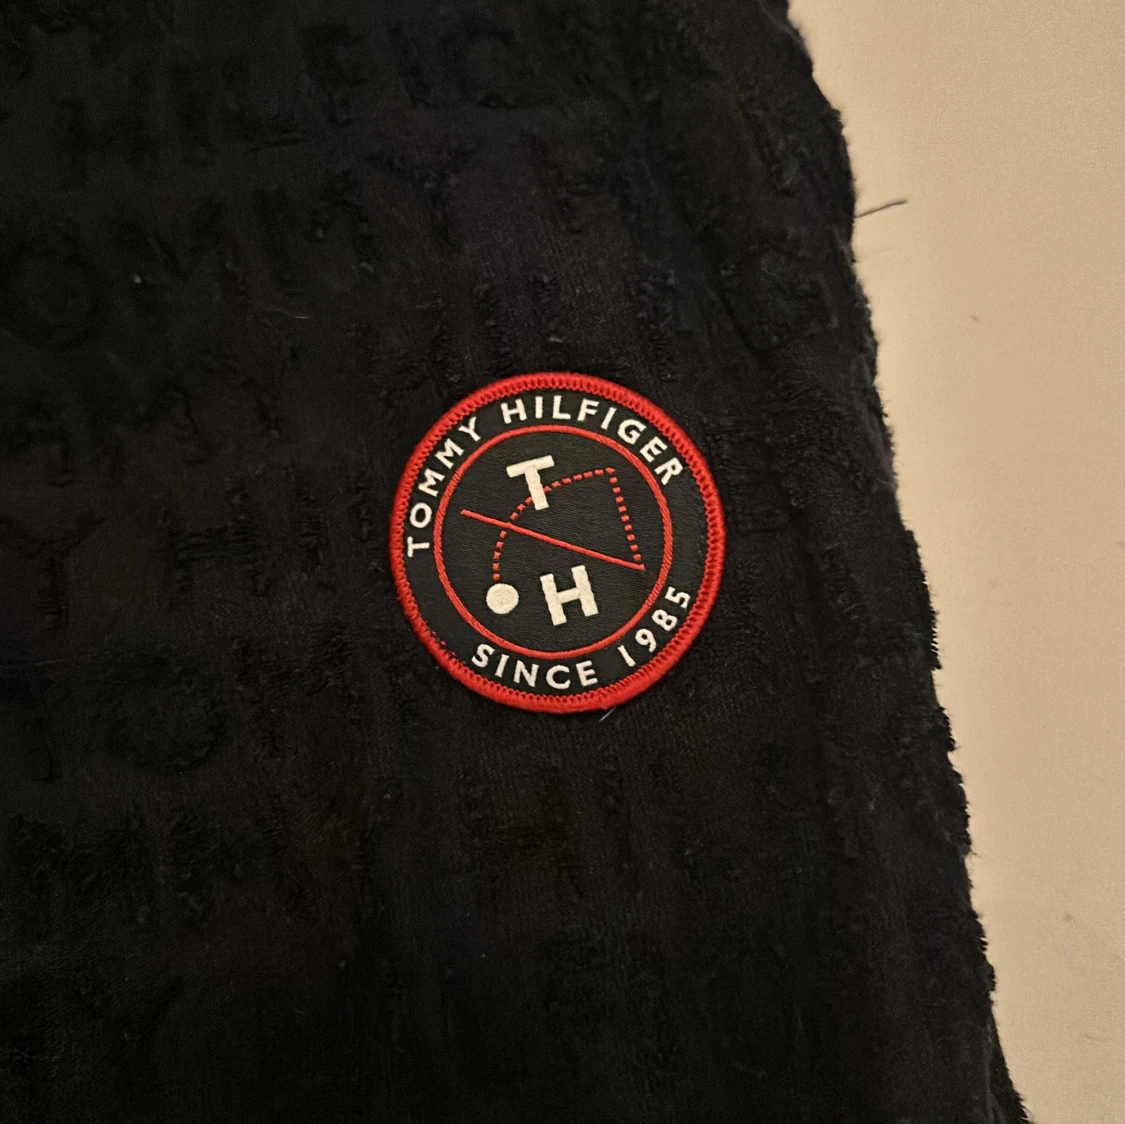 TOMMY HILFIGER
T
H
SINCE 1985